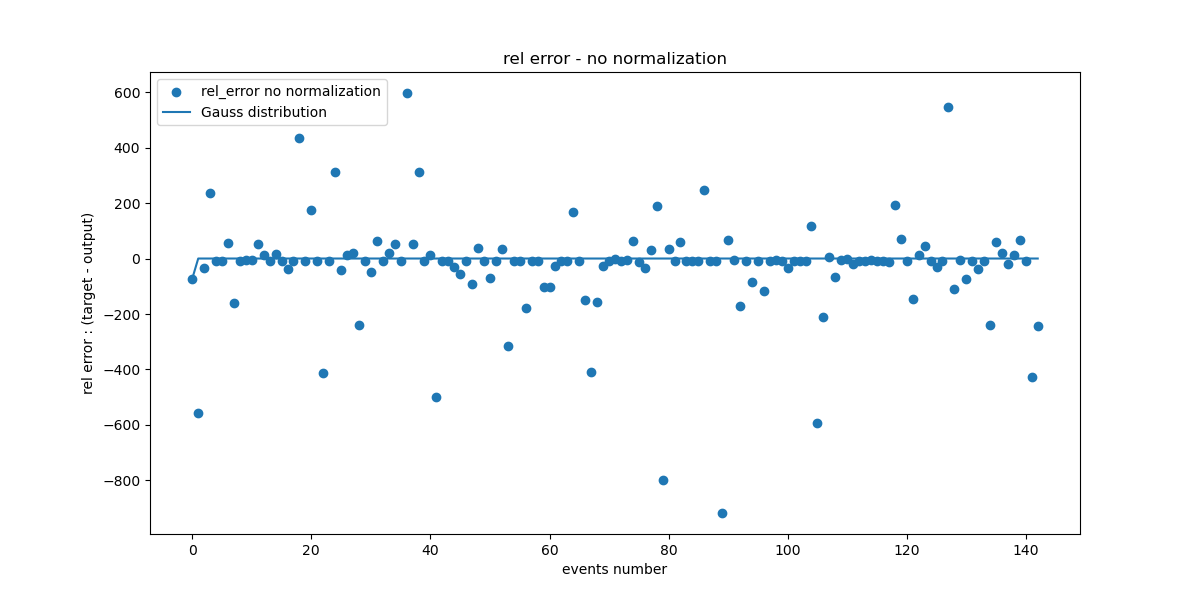 rel error - no normalization
rel_error no normalization
Gauss distribution
rel error : (target - output)
600
400
200
0
−200
−400
−600
−800
0 20 40 60 80 100 120 140
events number